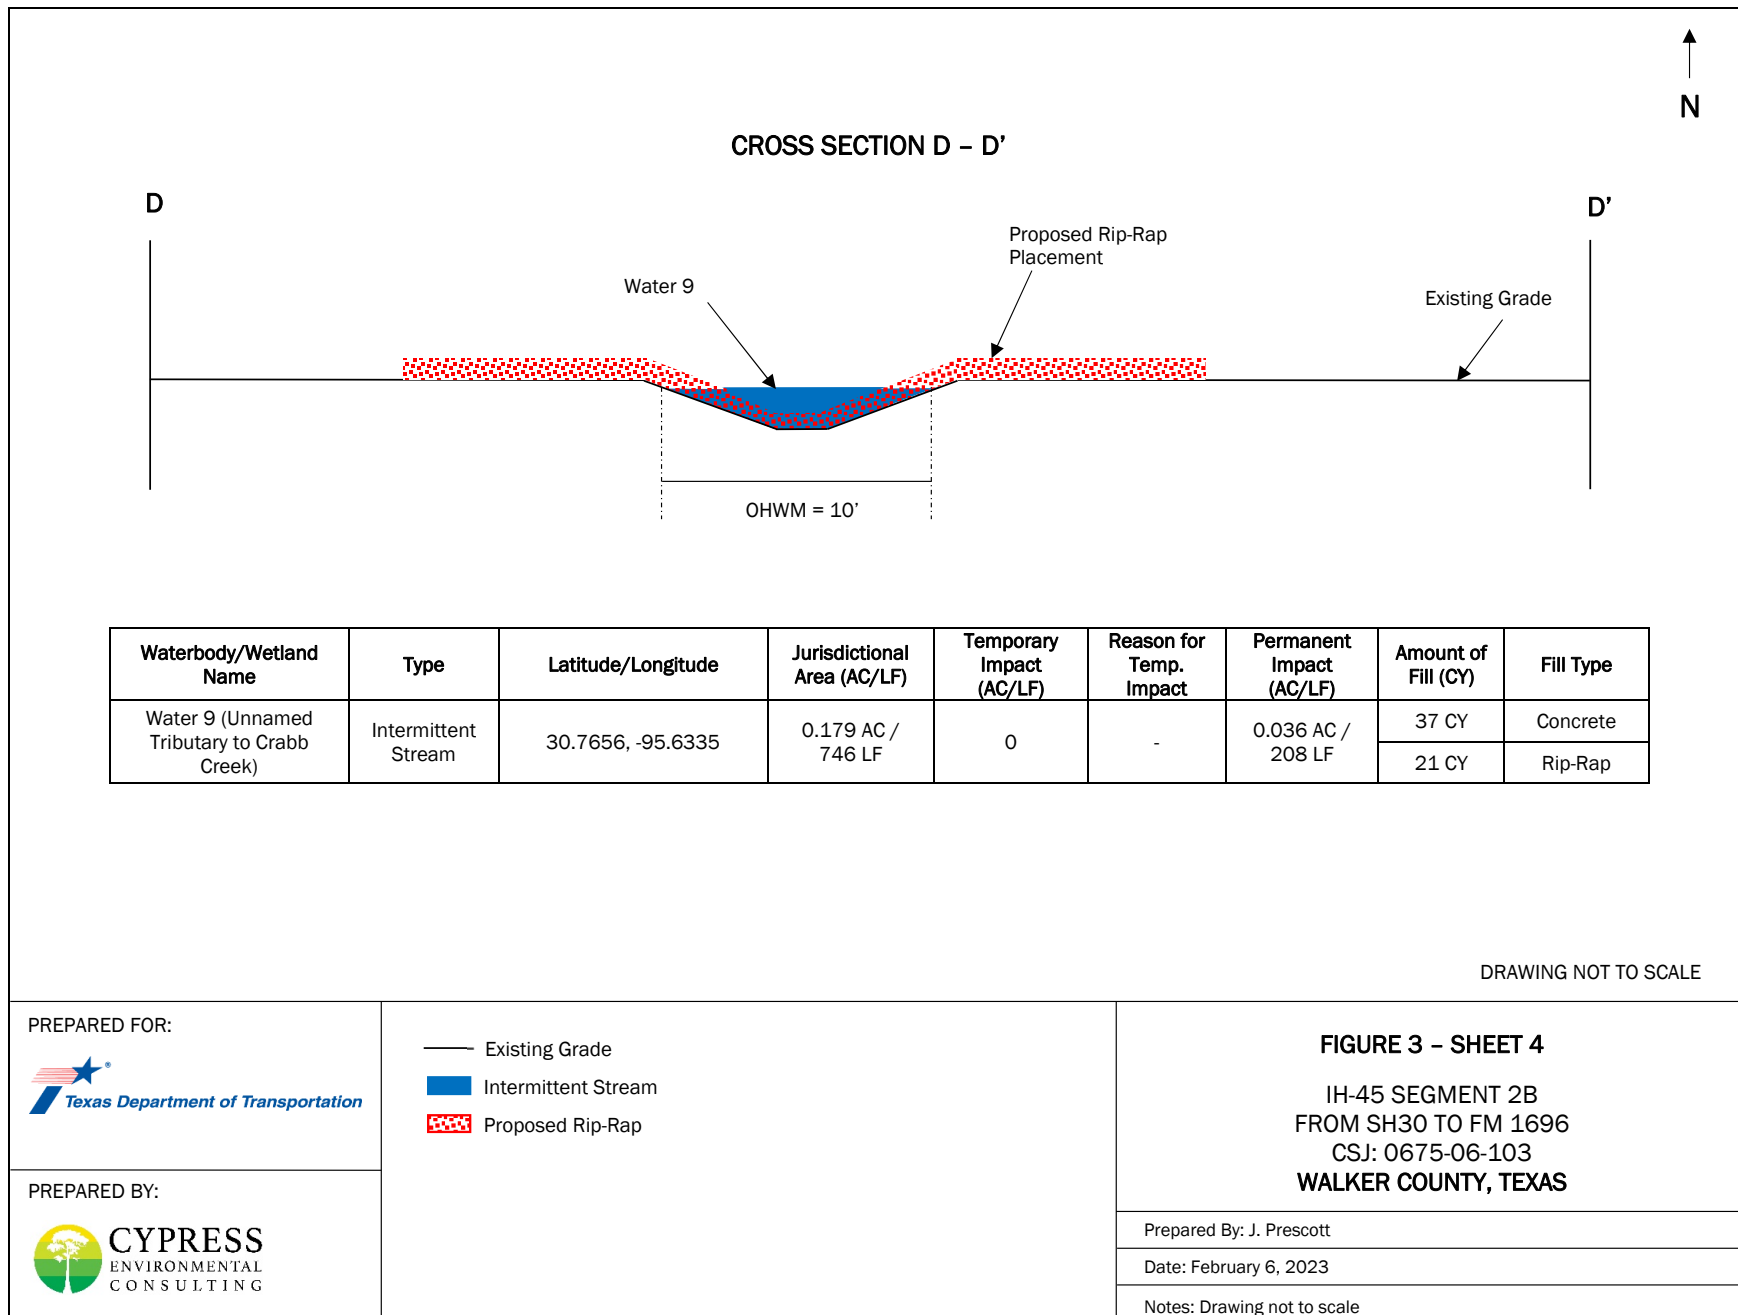 N
CROSS SECTION D – D’
D
D’
Proposed Rip-Rap
Placement
Water 9
Existing Grade
OHWM = 10’
Waterbody/Wetland
Name
Type
Latitude/Longitude
Jurisdictional
Area (AC/LF)
Temporary
Impact
(AC/LF)
Reason for
Temp.
Impact
Permanent
Impact
(AC/LF)
Amount of
Fill (CY)
Fill Type
Water 9 (Unnamed
Tributary to Crabb
Creek)
Intermittent
Stream
30.7656, -95.6335
0.179 AC /
746 LF
0
-
0.036 AC /
208 LF
37 CY
Concrete
21 CY
Rip-Rap
DRAWING NOT TO SCALE
PREPARED FOR:
®
Texas Department of Transportation
PREPARED BY:
CYPRESS
ENVIRONMENTAL
CONSULTING
Existing Grade
Intermittent Stream
Proposed Rip-Rap
FIGURE 3 – SHEET 4
IH-45 SEGMENT 2B
FROM SH30 TO FM 1696
CSJ: 0675-06-103
WALKER COUNTY, TEXAS
Prepared By: J. Prescott
Date: February 6, 2023
Notes: Drawing not to scale